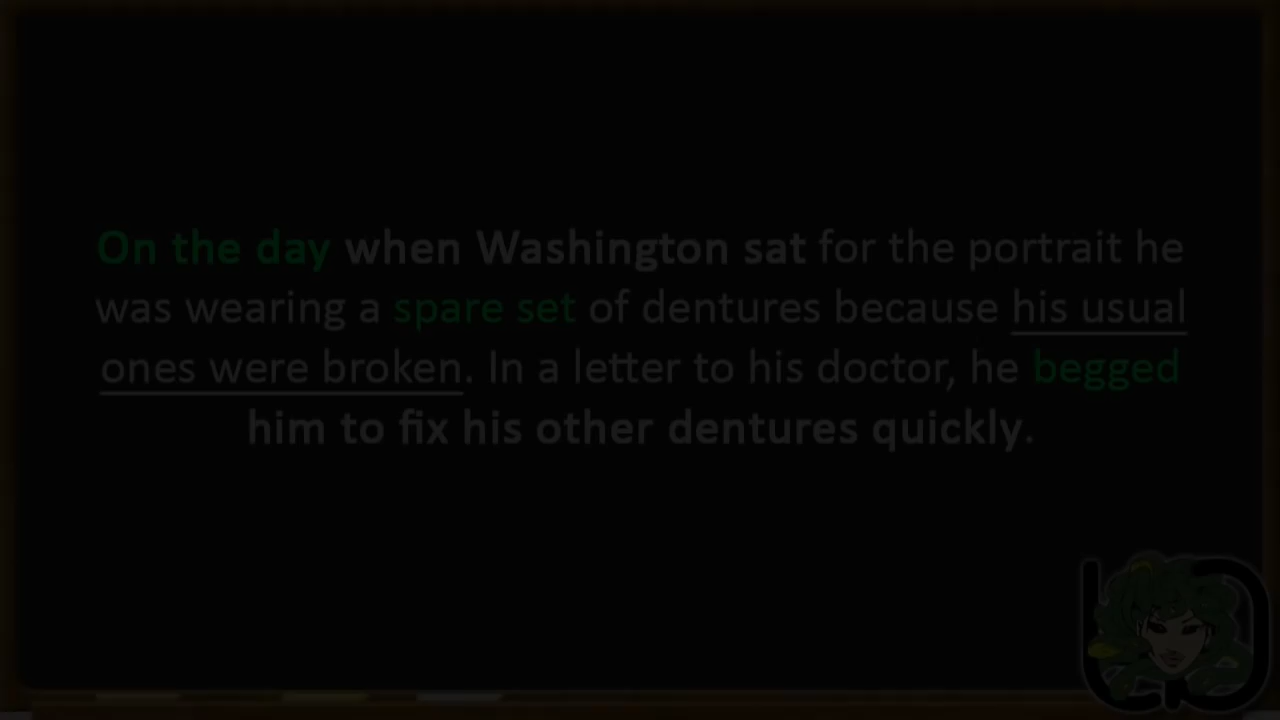 On the day when Washington sat for the portrait he
was wearing a spare set of dentures because his usual
ones were broken. In a letter to his doctor, he begged
him to fix his other dentures quickly.